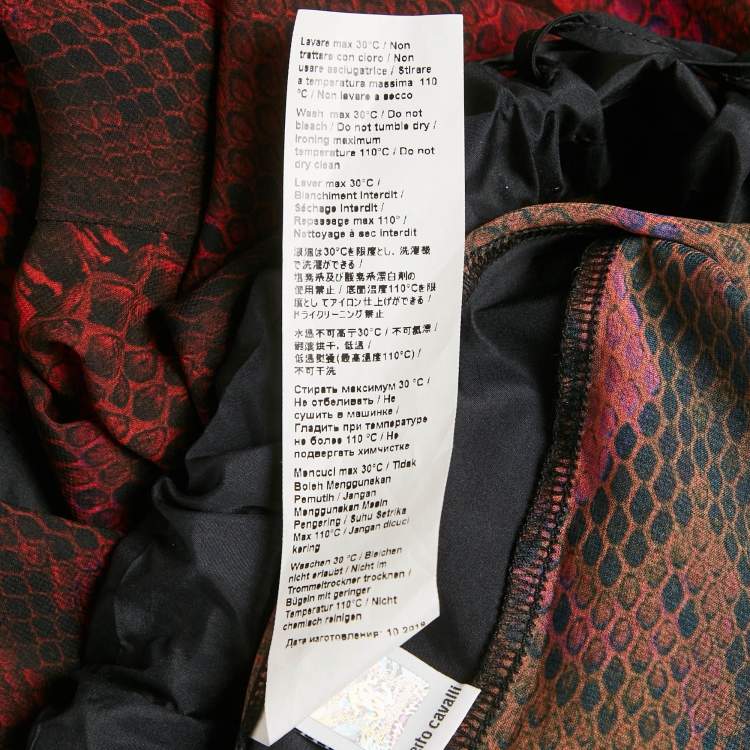 Lavare max 30°C / Non
trattare con cloro / Non
usare asciugatrice / Stirare
a temperatura massima 110
°C / Non lavare a secco
Wash max 30°C / Do not
bleach / Do not tumble dry /
Ironing maximum
temperature 110°C / Do not
dry clean
Laver max 30°C /
Blanchiment Interdit /
Séchage Interdit /
Repassage max 110° /
Nettoyage à sec interdit
限温は30℃を限度とし、洗濯機
で洗濯ができる /
塩素系及び酸素系漂白剤の
使用禁止 / 底面温度110℃を限
度としてアイロン仕上げができる /
ドライクリーニング禁止
水温不可高于30℃ / 不可氯漂 /
低温
低温熨烫(最高温度110℃) /
不可干洗
Стирать максимум 30 °C /
Не отбеливать / Не
сушить в машинке /
Гладить при температуре
не более 110 °C / Не
подвергать химчистке
Mencuci max 30°C / Tidak
Boleh Menggunakan
Pemutih / Jangan
Menggunakan Mesin
Pengering / Suhu Setrika
Max 110°C / Jangan dicuci
kering
Waschen 30 °C / Bleichen
nicht erlaubt / Nicht im
Trommeltrockner trocknen /
Bügeln mit geringer
Temperatur 110°C / Nicht
chemisch reinigen
Дата изготовления: 10.2018
cavalli